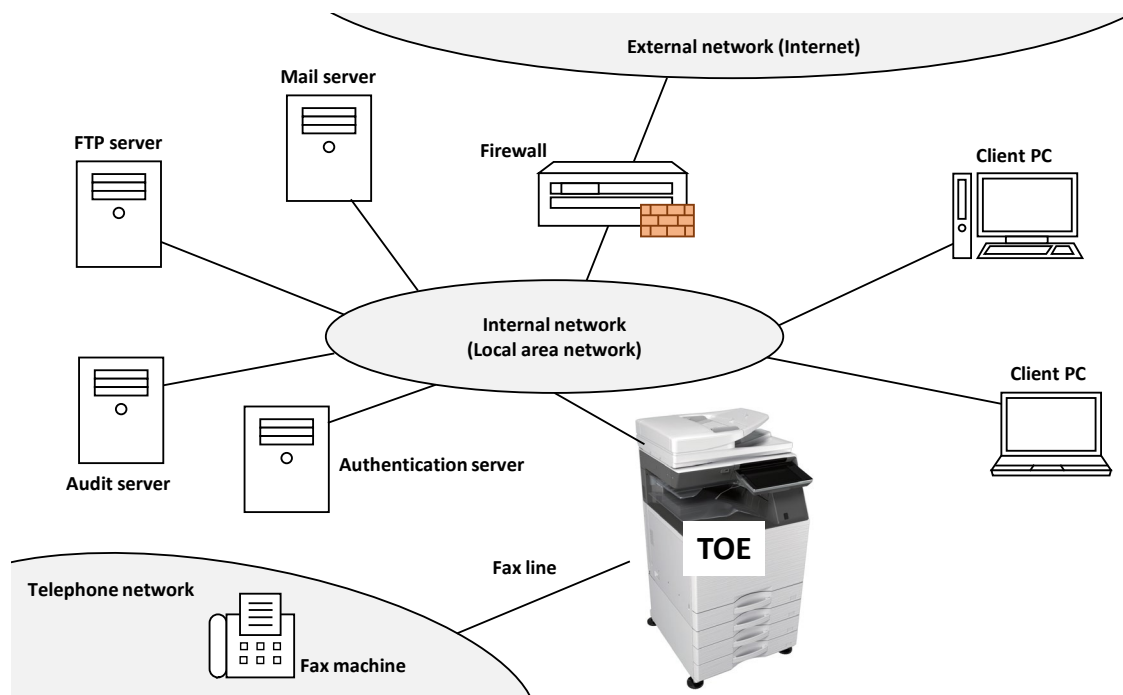 External network (Internet)
Mail server
FTP server
Firewall
Client PC
Internal network
(Local area network)
Client PC
Authentication server
Audit server
TOE
Fax line
Telephone network
Fax machine